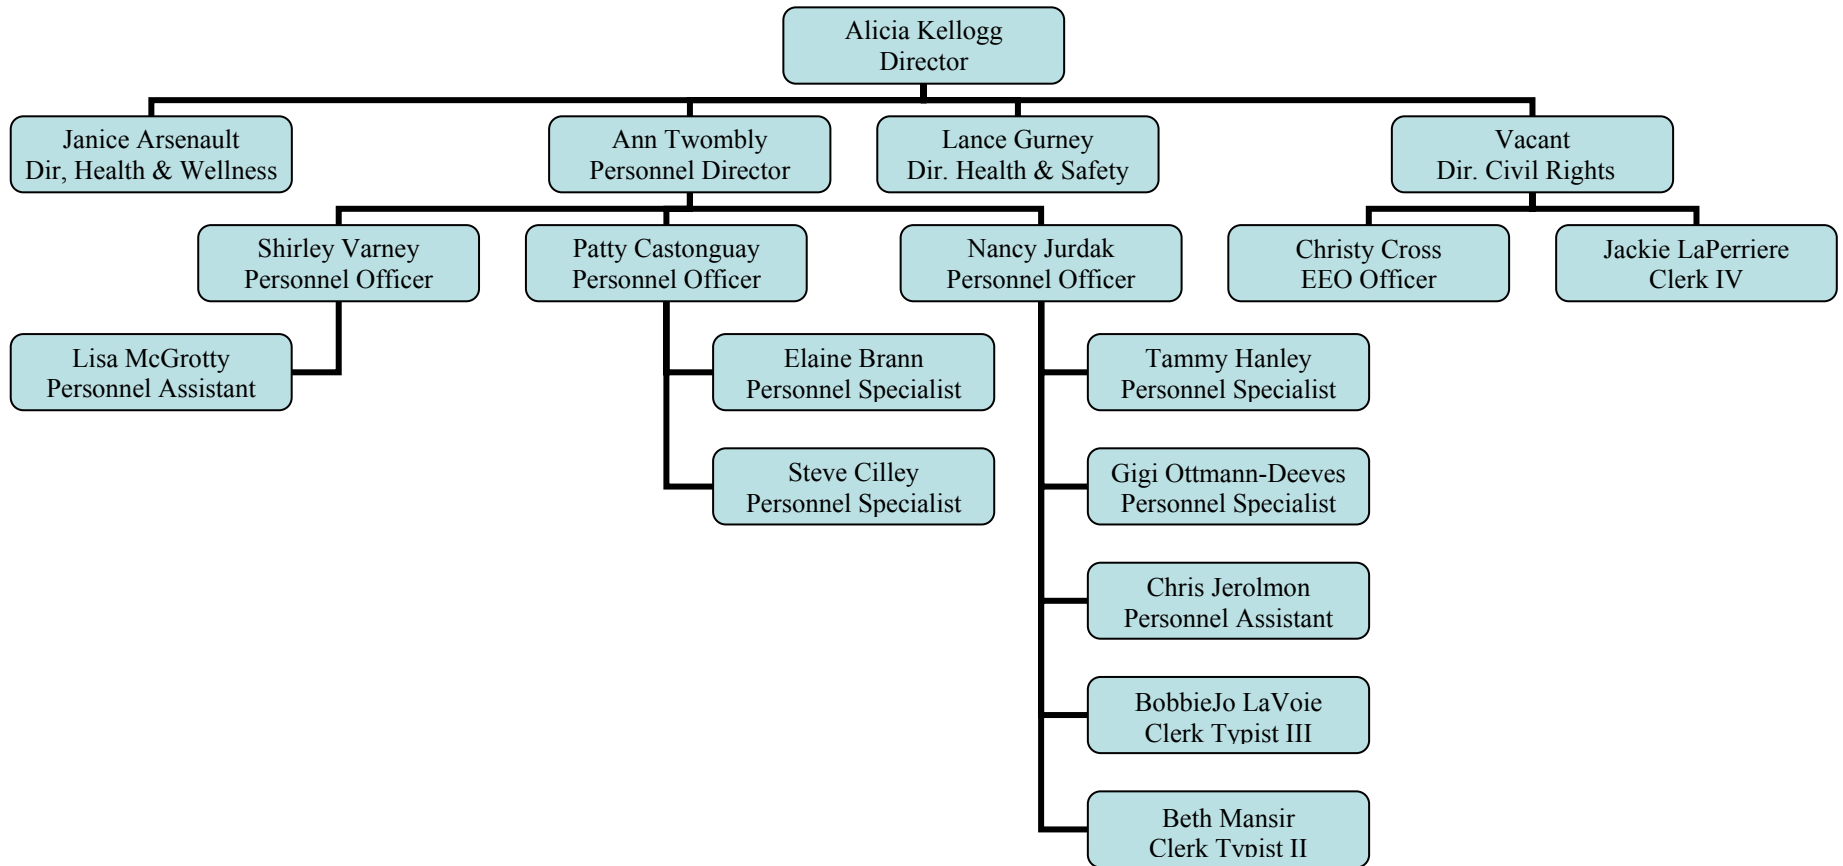 Alicia Kellogg
Director
Janice Arsenault
Dir, Health & Wellness
Ann Twombly
Personnel Director
Lance Gurney
Dir. Health & Safety
Vacant
Dir. Civil Rights
Shirley Varney
Personnel Officer
Patty Castonguay
Personnel Officer
Nancy Jurdak
Personnel Officer
Christy Cross
EEO Officer
Jackie LaPerriere
Clerk IV
Lisa McGrotty
Personnel Assistant
Elaine Brann
Personnel Specialist
Tammy Hanley
Personnel Specialist
Steve Cilley
Personnel Specialist
Gigi Ottmann-Deeves
Personnel Specialist
Chris Jerolmon
Personnel Assistant
BobbieJo LaVoie
Clerk Typist III
Beth Mansir
Clerk Typist II